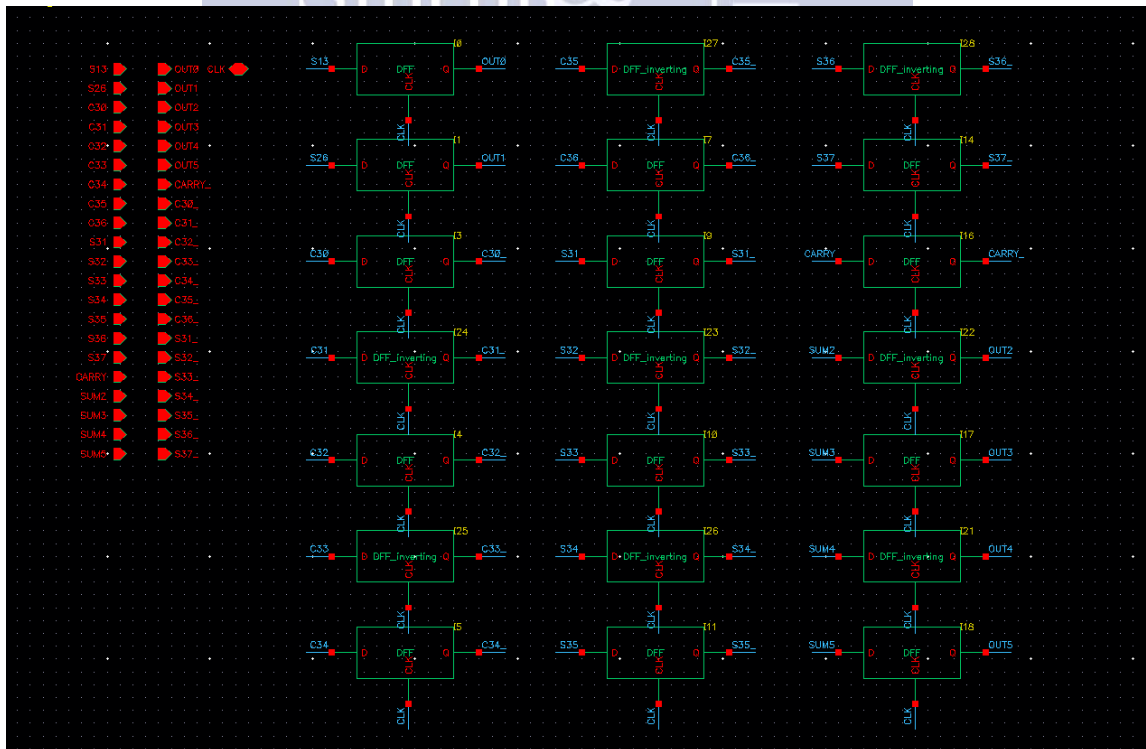 S13 OUT0 CLK
S26 OUT1
C30 OUT2
C31 OUT3
C32 OUT4
C33 OUT5
C34 CARRY_
C35 C30_
C36 C31_
S31 C32_
S32 C33_
S33 C34_
S34 C35_
S35 C36_
S36 S31_
S37 S32_
CARRY S33_
SUM2 S34_
SUM3 S35_
SUM4 S36_
SUM5 S37_
I0
S13 D DFF Q OUT0
CLK
CLK
I1
S26 D DFF Q OUT1
CLK
CLK
I3
C30 D DFF Q C30_
CLK
CLK
I24
C31 D DFF_inverting Q C31_
CLK
CLK
I4
C32 D DFF Q C32_
CLK
CLK
I25
C33 D DFF_inverting Q C33_
CLK
CLK
I5
C34 D DFF Q C34_
CLK
CLK
I27
C35 D DFF_inverting Q C35_
CLK
CLK
I7
C36 D DFF Q C36_
CLK
CLK
I9
S31 D DFF Q S31_
CLK
CLK
I23
S32 D DFF_inverting Q S32_
CLK
CLK
I10
S33 D DFF Q S33_
CLK
CLK
I26
S34 D DFF_inverting Q S34_
CLK
CLK
I11
S35 D DFF Q S35_
CLK
CLK
I28
S36 D DFF_inverting Q S36_
CLK
CLK
I14
S37 D DFF Q S37_
CLK
CLK
I16
CARRY D DFF Q CARRY_
CLK
CLK
I22
SUM2 D DFF_inverting Q OUT2
CLK
CLK
I17
SUM3 D DFF Q OUT3
CLK
CLK
I21
SUM4 D DFF_inverting Q OUT4
CLK
CLK
I18
SUM5 D DFF Q OUT5
CLK
CLK